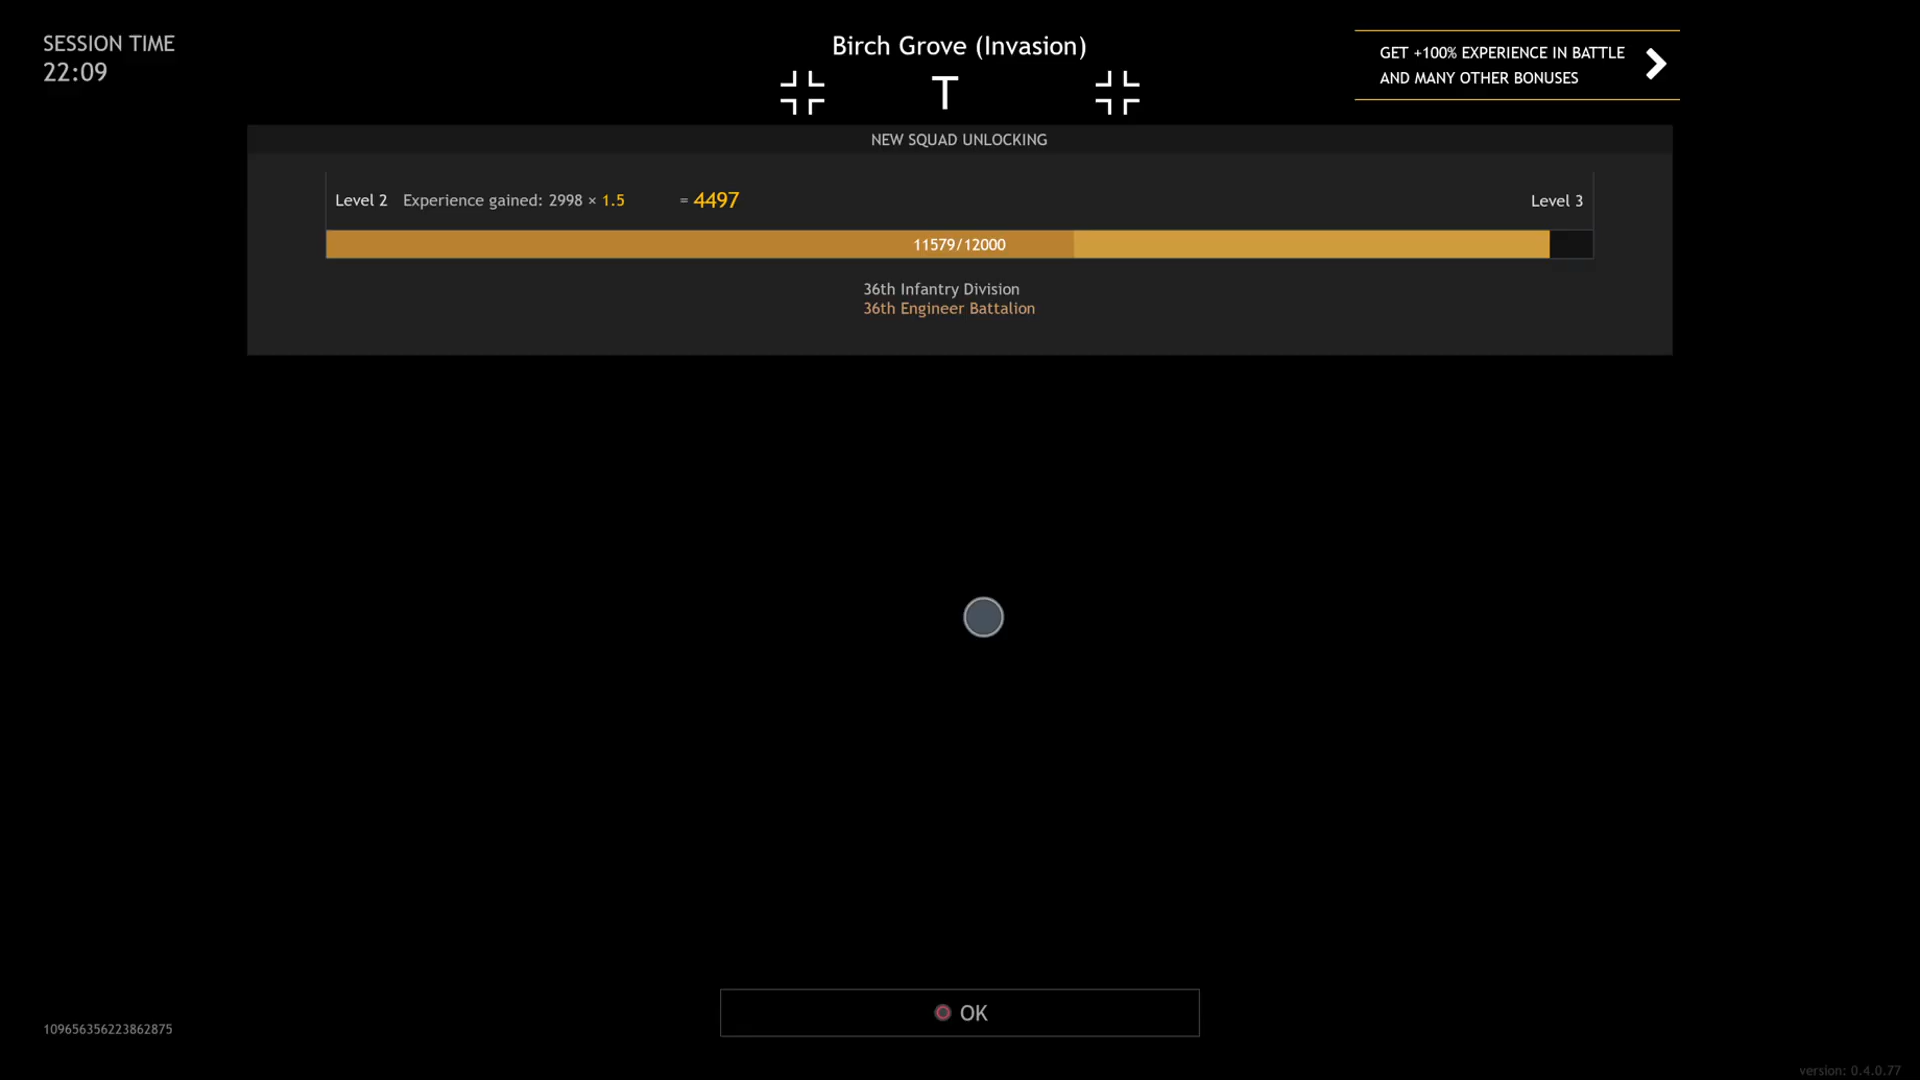 SESSION TIME
22:09
Birch Grove (Invasion)
T
GET +100% EXPERIENCE IN BATTLE
AND MANY OTHER BONUSES
NEW SQUAD UNLOCKING
Level 2 Experience gained: 2998 × 1.5 = 4497 Level 3
11579/12000
36th Infantry Division
36th Engineer Battalion
OK
109656356223862875
version: 0.4.0.77